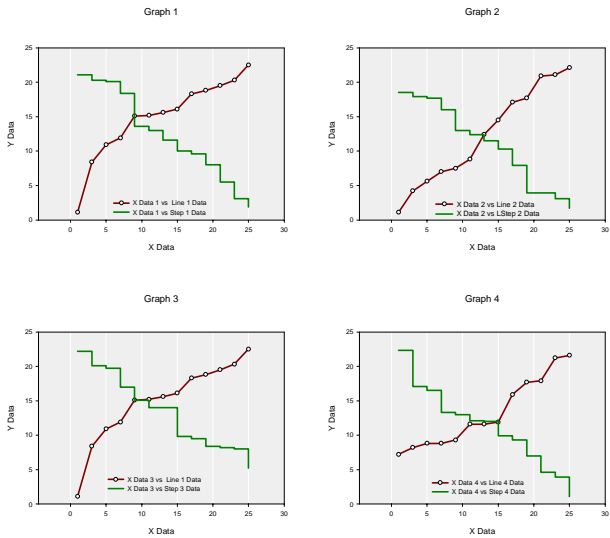 Graph 1
25
20
15
10
5
0
Y Data
X Data 1 vs Line 1 Data
X Data 1 vs Step 1 Data
0 5 10 15 20 25 30
X Data
Graph 2
25
20
15
10
5
0
Y Data
X Data 2 vs Line 2 Data
X Data 2 vs LStep 2 Data
0 5 10 15 20 25 30
X Data
Graph 3
25
20
15
10
5
0
Y Data
X Data 3 vs Line 1 Data
X Data 3 vs Step 3 Data
0 5 10 15 20 25 30
X Data
Graph 4
25
20
15
10
5
0
Y Data
X Data 4 vs Line 4 Data
X Data 4 vs Step 4 Data
0 5 10 15 20 25 30
X Data